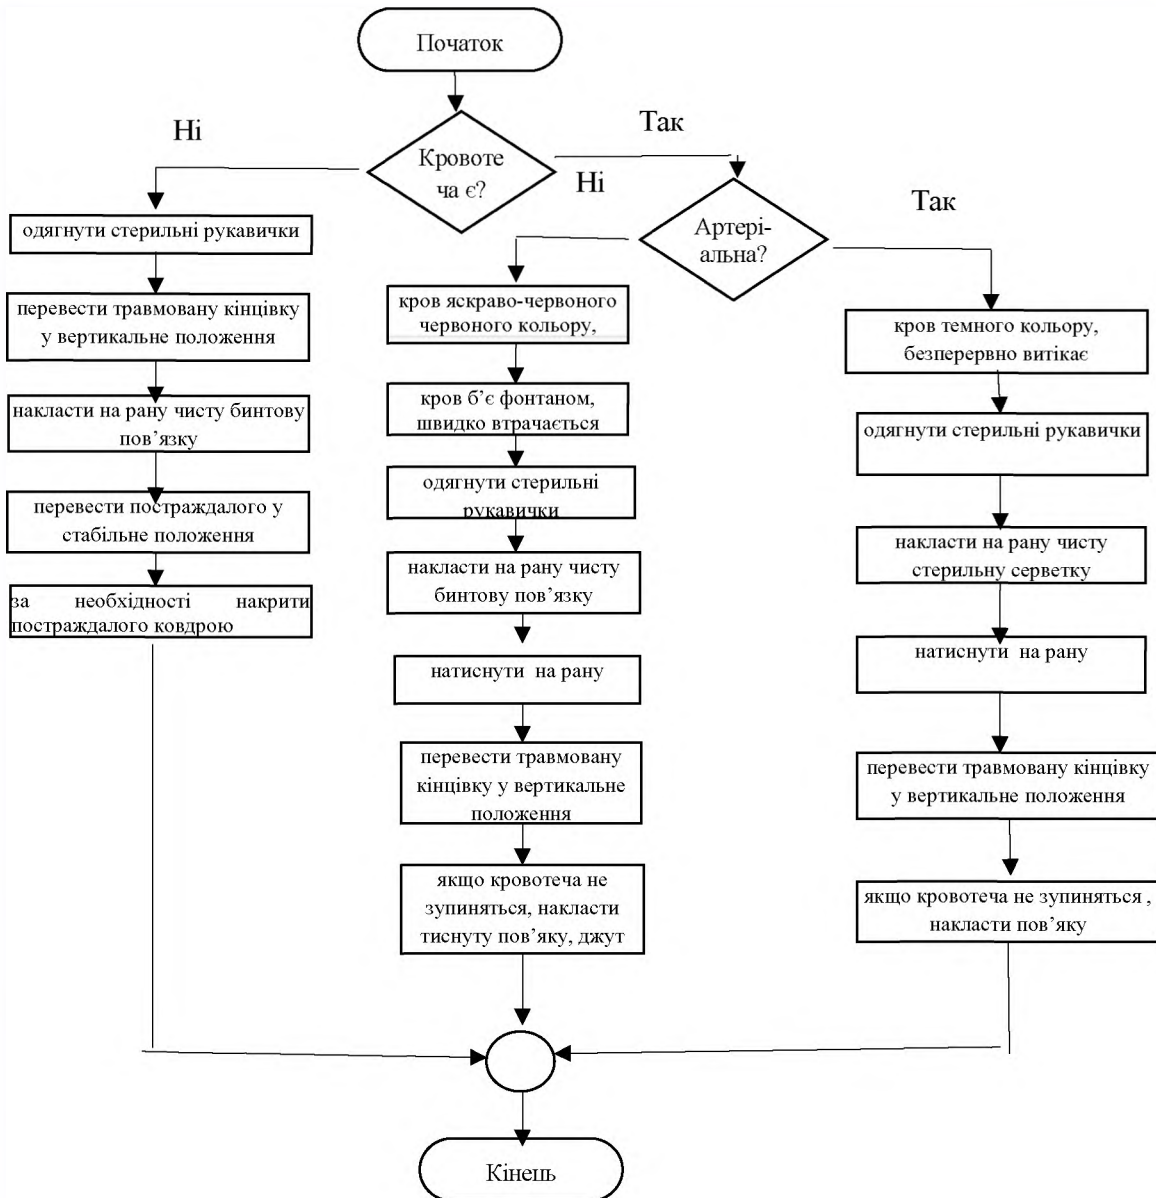 Початок
Ні
Так
Кровоте
ча є?
Ні
Так
Артері-
альна?
одягнути стерильні рукавички
перевести травмовану кінцівку
у вертикальне положення
накласти на рану чисту бинтову
пов’язку
перевести постраждалого у
стабільне положення
за необхідності накрити
постраждалого ковдрою
кров яскраво-червоного
червоного кольору,
кров б’є фонтаном,
швидко втрачається
одягнути стерильні
рукавички
накласти на рану чисту
бинтову пов’язку
натиснути на рану
перевести травмовану
кінцівку у вертикальне
положення
якщо кровотеча не
зупиняться, накласти
тиснуту пов’яку, джут
кров темного кольору,
безперервно витікає
одягнути стерильні рукавички
накласти на рану чисту
стерильну серветку
натиснути на рану
перевести травмовану кінцівку
у вертикальне положення
якщо кровотеча не зупиняться ,
накласти пов’яку
Кінець